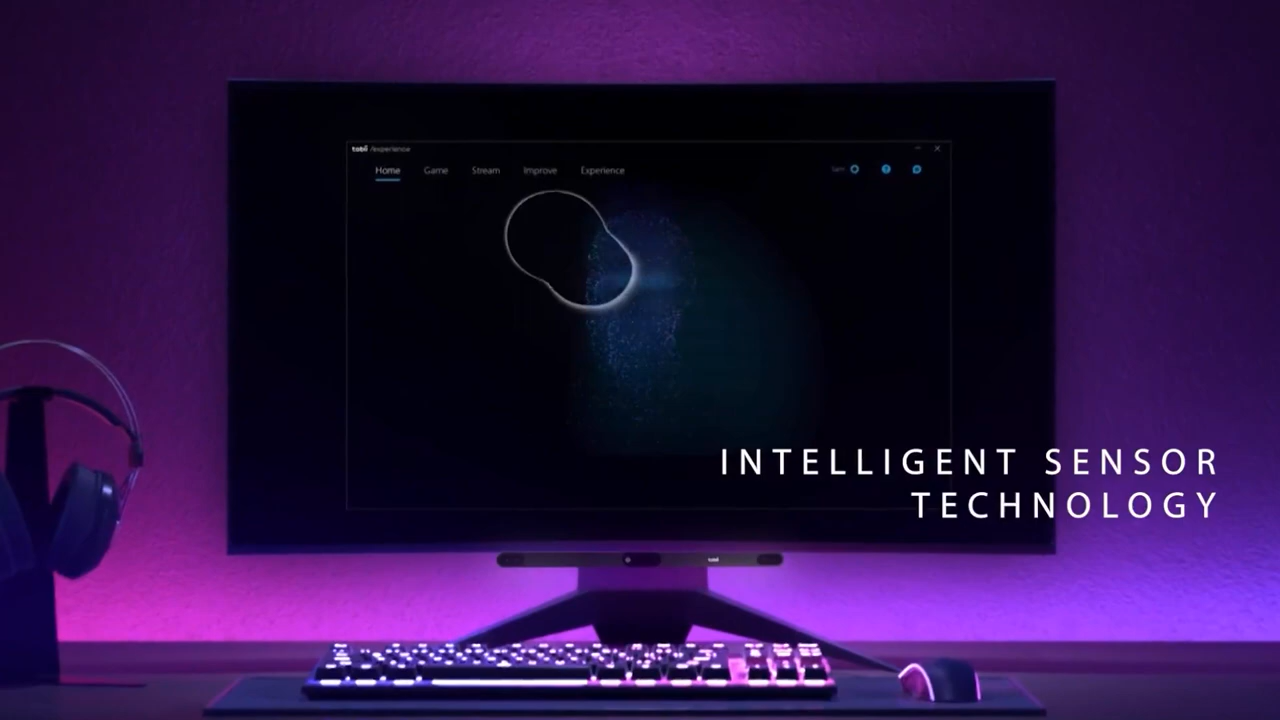 tobii /experience
Home Game Stream Improve Experience
INTELLIGENT SENSOR
TECHNOLOGY